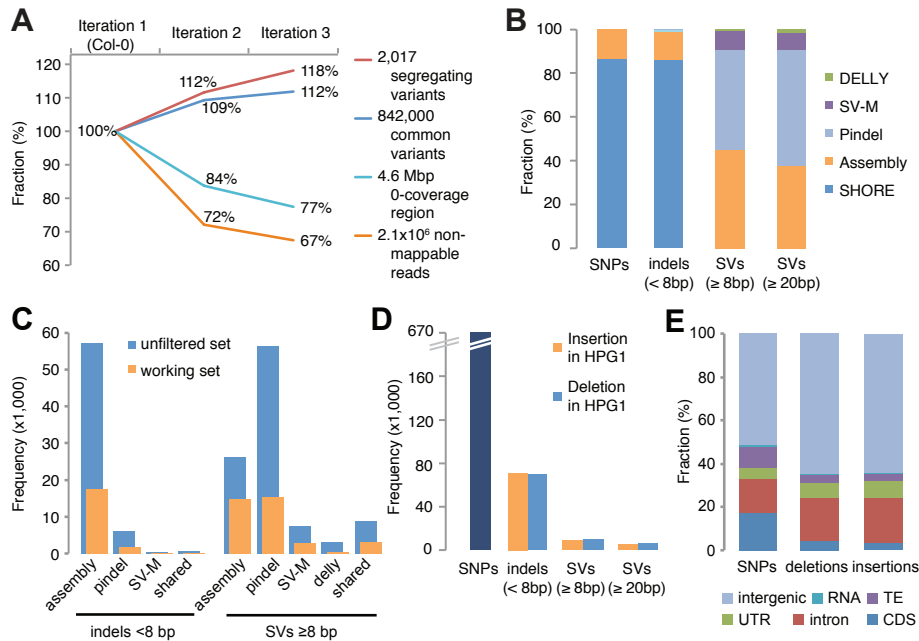 A
Iteration 1
(Col-0)
Iteration 2
Iteration 3
Fraction (%)
120
110
100
90
80
70
60
100%
112%
109%
84%
72%
118%
112%
77%
67%
2,017
segregating
variants
842,000
common
variants
4.6 Mbp
0-coverage
region
2.1x10⁶ non-
mappable
reads
B
Fraction (%)
100
80
60
40
20
0
SNPs
indels
(< 8bp)
SVs
(≥ 8bp)
SVs
(≥ 20bp)
DELLY
SV-M
Pindel
Assembly
SHORE
C
Frequency (x1,000)
60
50
40
30
20
10
0
unfiltered set
working set
assembly
pindel
SV-M
shared
assembly
pindel
SV-M
delly
shared
indels <8 bp
SVs ≥8 bp
D
Frequency (x1,000)
670
160
120
80
40
0
Insertion
in HPG1
Deletion
in HPG1
SNPs
indels
(< 8bp)
SVs
(≥ 8bp)
SVs
(≥ 20bp)
E
Fraction (%)
100
80
60
40
20
0
SNPs
deletions
insertions
intergenic
RNA
TE
UTR
intron
CDS